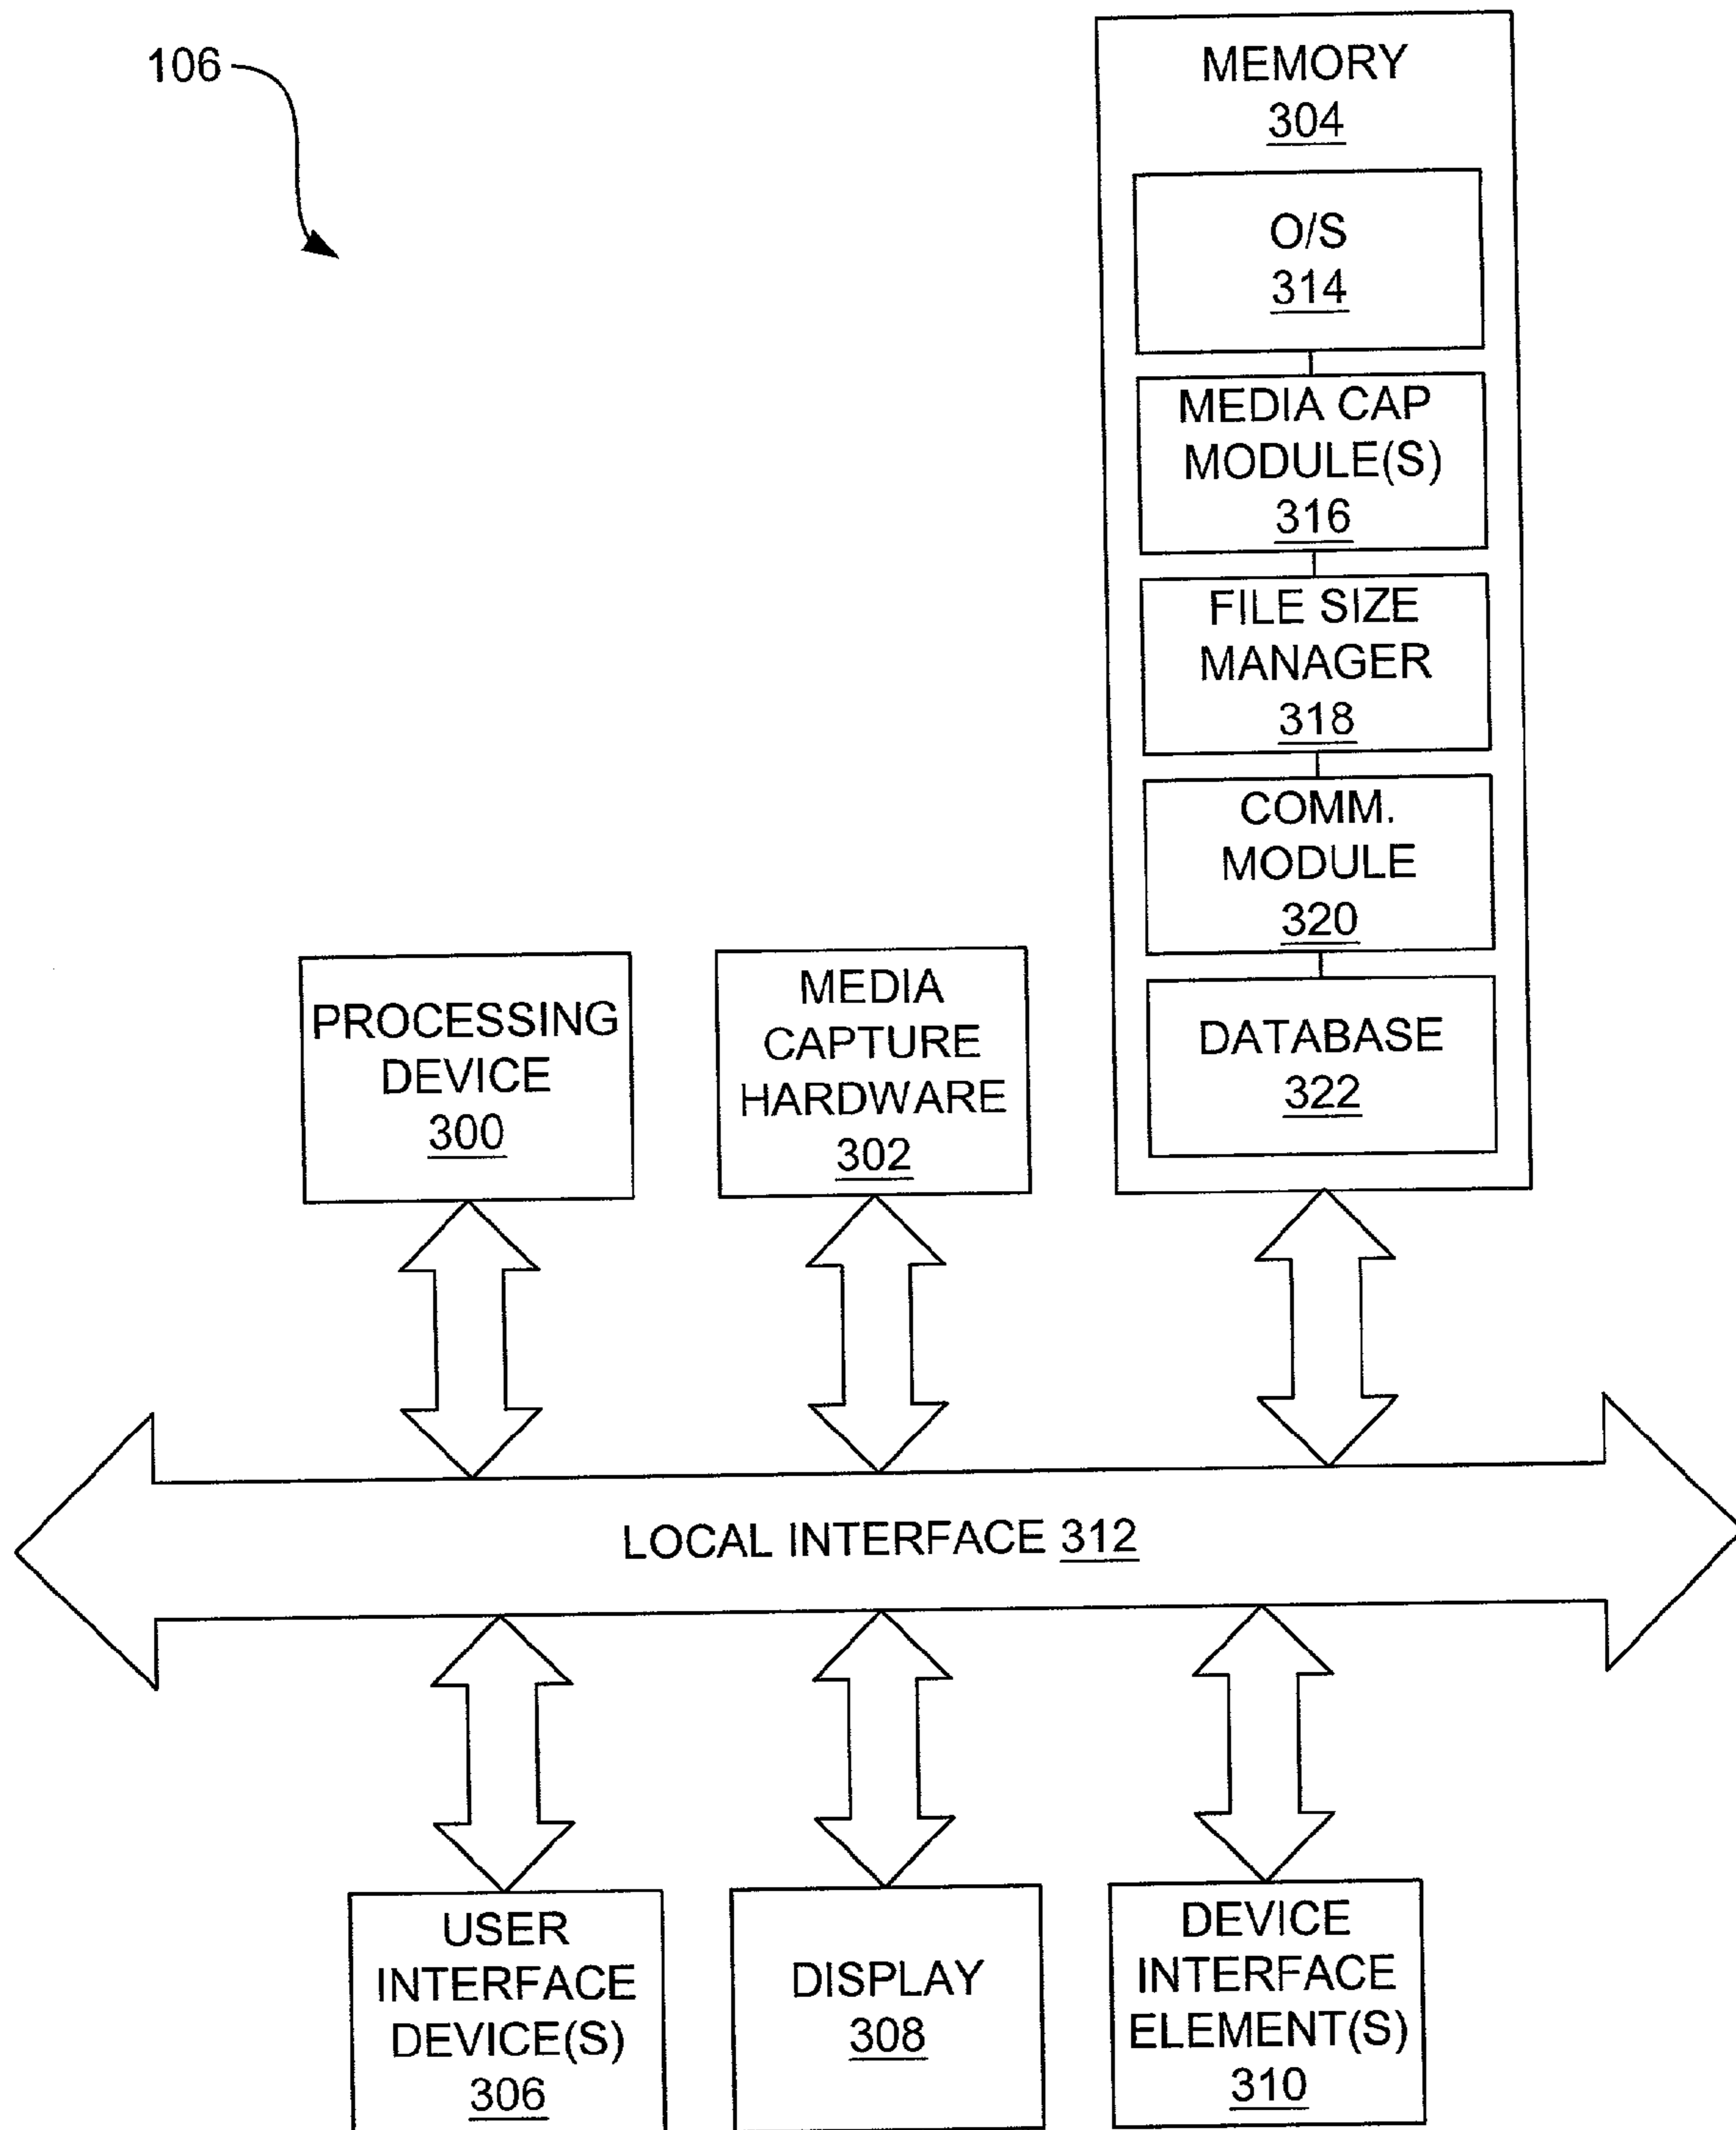 106
MEMORY
304
O/S
314
MEDIA CAP
MODULE(S)
316
FILE SIZE
MANAGER
318
COMM.
MODULE
320
DATABASE
322
PROCESSING
DEVICE
300
MEDIA
CAPTURE
HARDWARE
302
LOCAL INTERFACE 312
USER
INTERFACE
DEVICE(S)
306
DISPLAY
308
DEVICE
INTERFACE
ELEMENT(S)
310